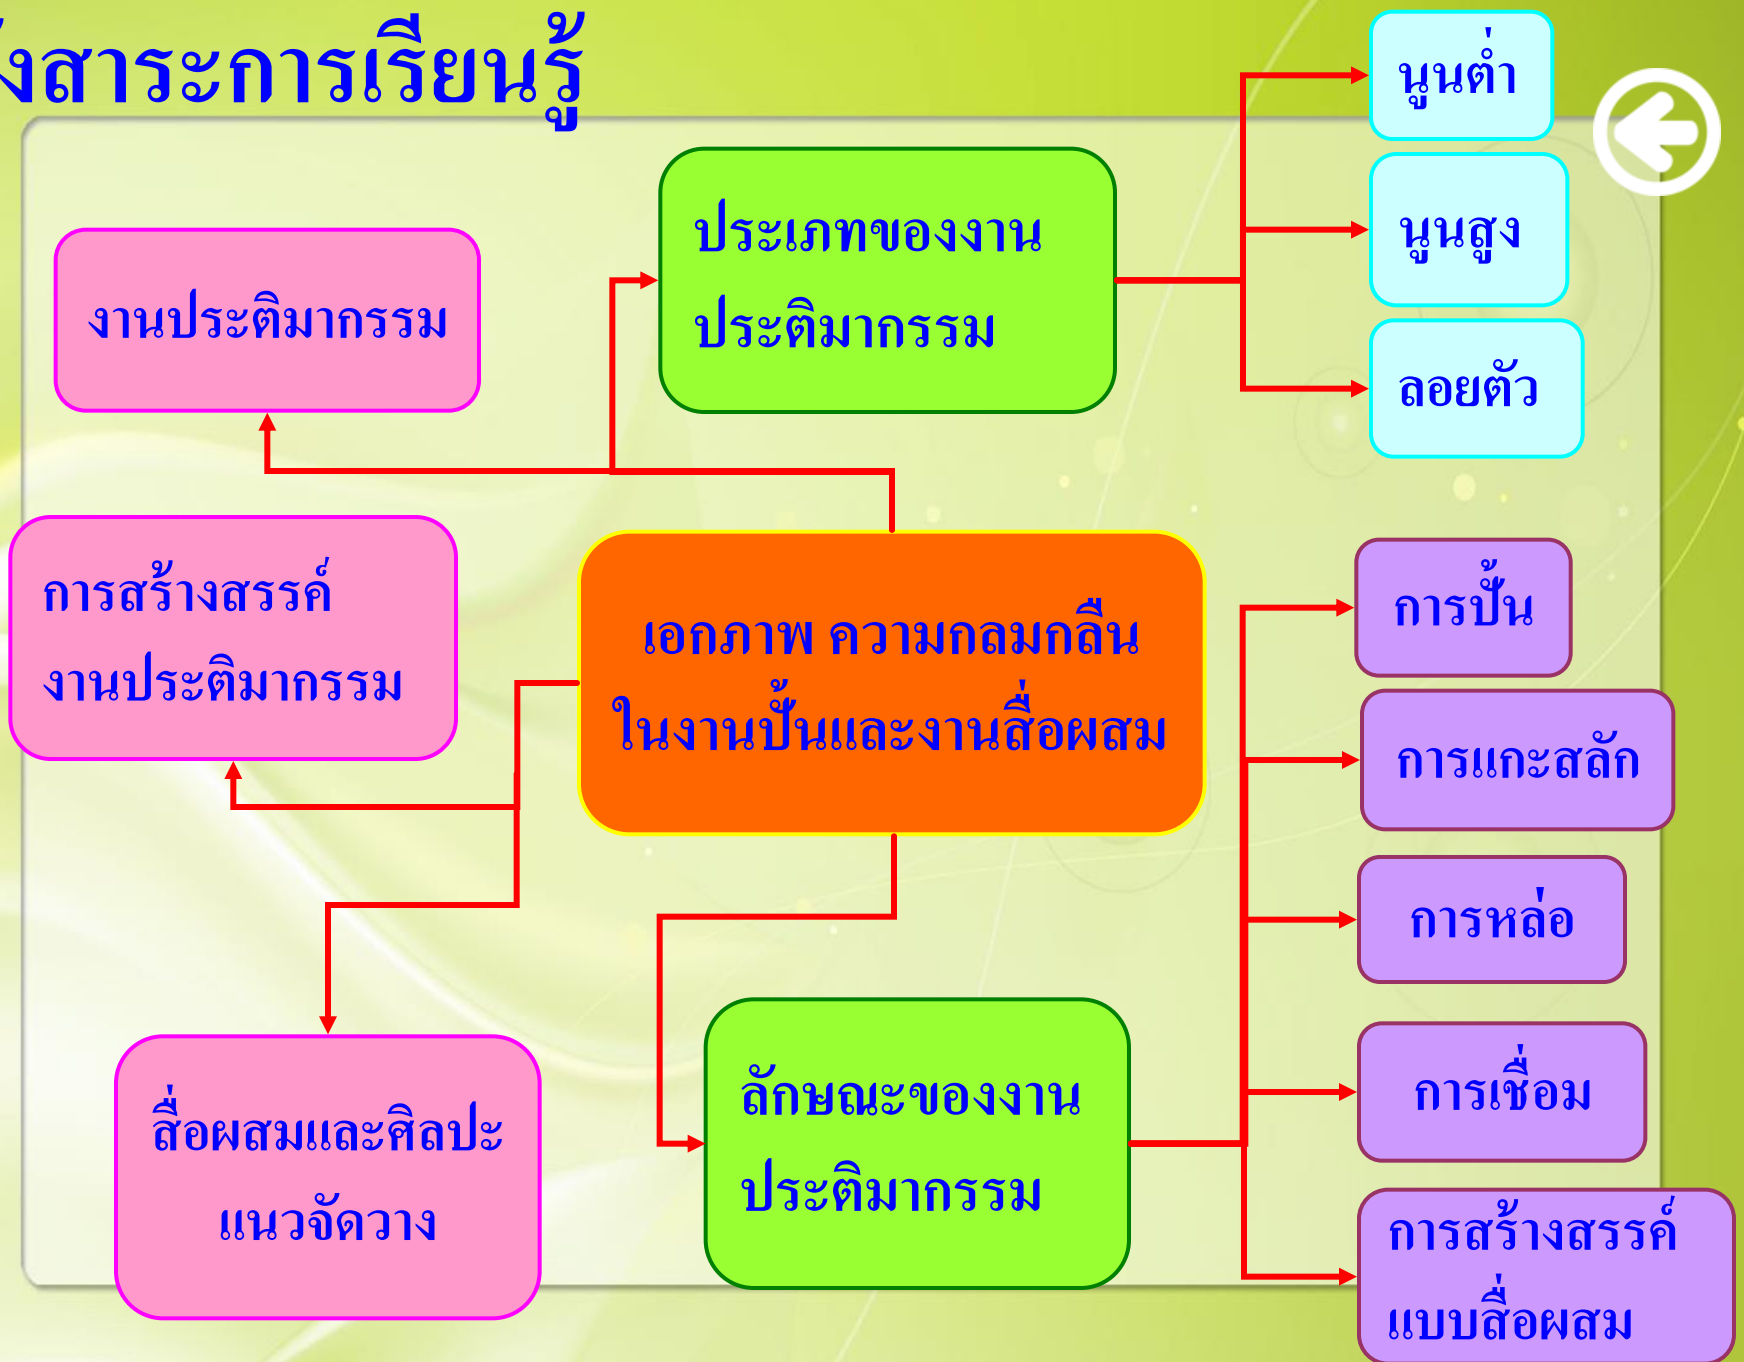 งสาระการเรียนรู้
นูนต่ำ
นูนสูง
ลอยตัว
ประเภทของงาน
ประติมากรรม
งานประติมากรรม
การสร้างสรรค์
งานประติมากรรม
เอกภาพ ความกลมกลืน
ในงานปั้นและงานสื่อผสม
การปั้น
การแกะสลัก
การหล่อ
การเชื่อม
การสร้างสรรค์
แบบสื่อผสม
ลักษณะของงาน
ประติมากรรม
สื่อผสมและศิลปะ
แนวจัดวาง